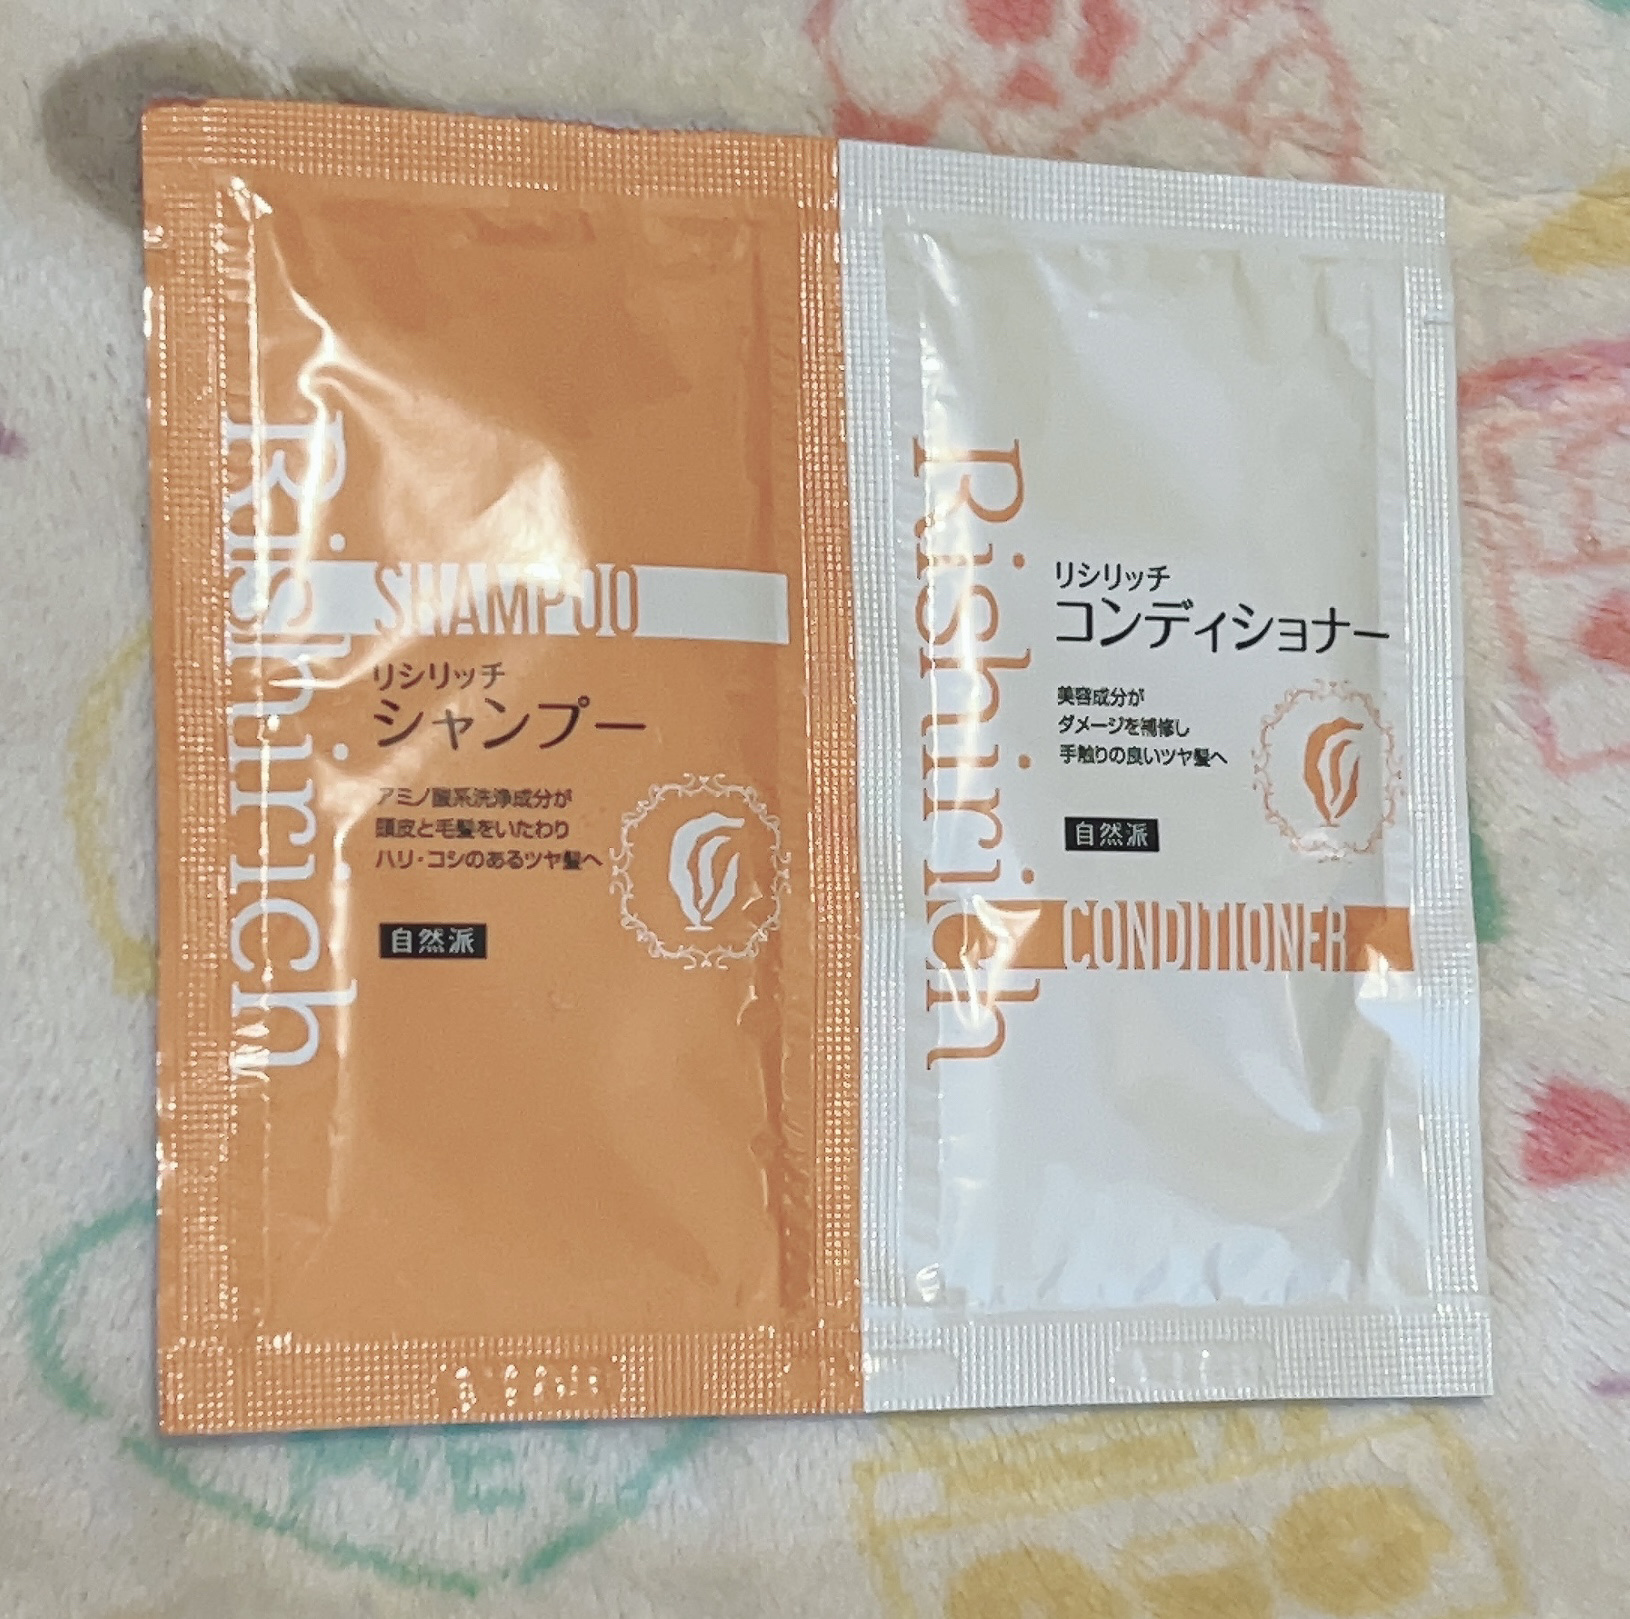 Rishirich
SHAMPOO
リシリッチ
シャンプー
アミノ酸系洗浄成分が
頭皮と毛髪をいたわり
ハリ・コシのあるツヤ髪へ
自然派
Rishirich
リシリッチ
コンディショナー
美容成分が
ダメージを補修し
手触りの良いツヤ髪へ
自然派
CONDITIONER